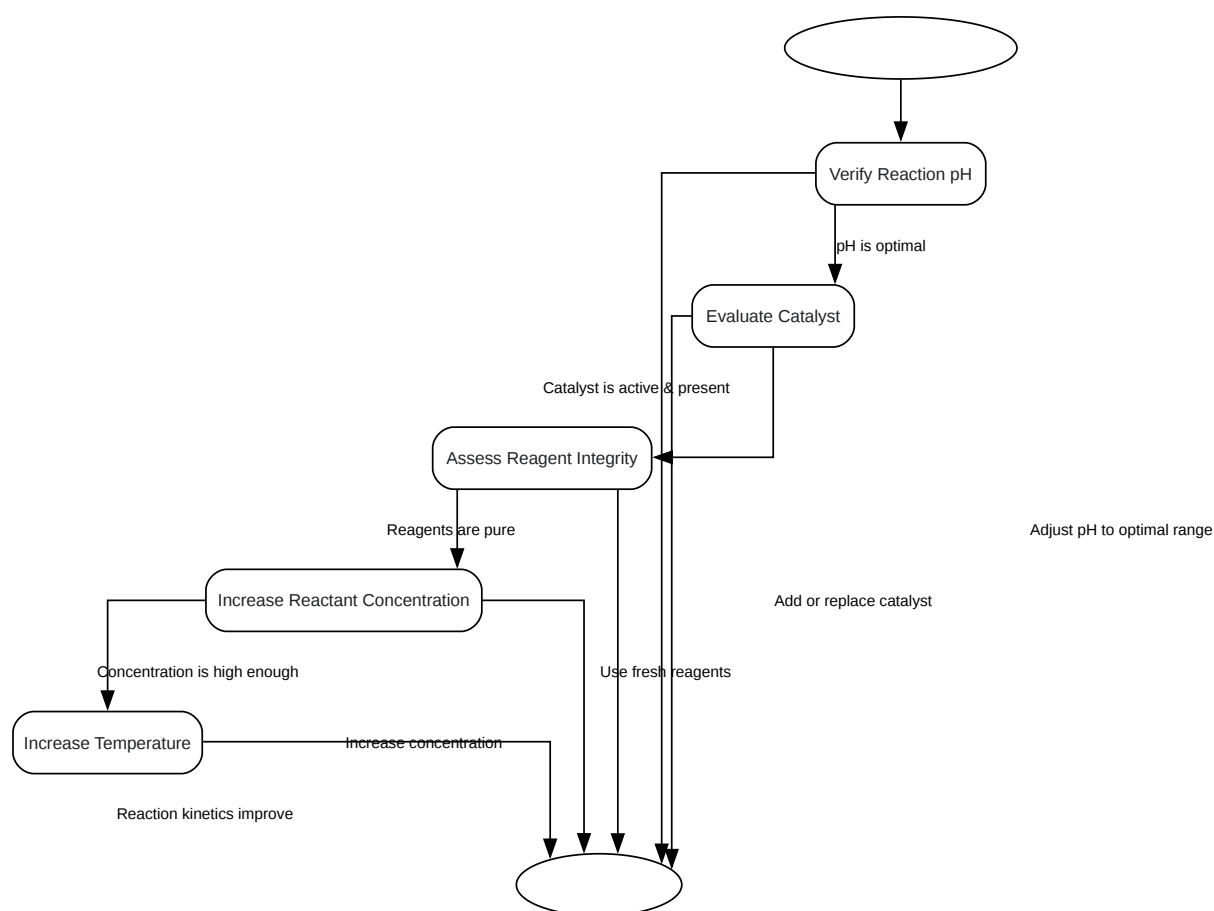 Verify Reaction pH
pH is optimal
Evaluate Catalyst
Catalyst is active & present
Assess Reagent Integrity
Reagents are pure
Adjust pH to optimal range
Increase Reactant Concentration
Add or replace catalyst
Concentration is high enough
Use fresh reagents
Increase Temperature
Increase concentration
Reaction kinetics improve